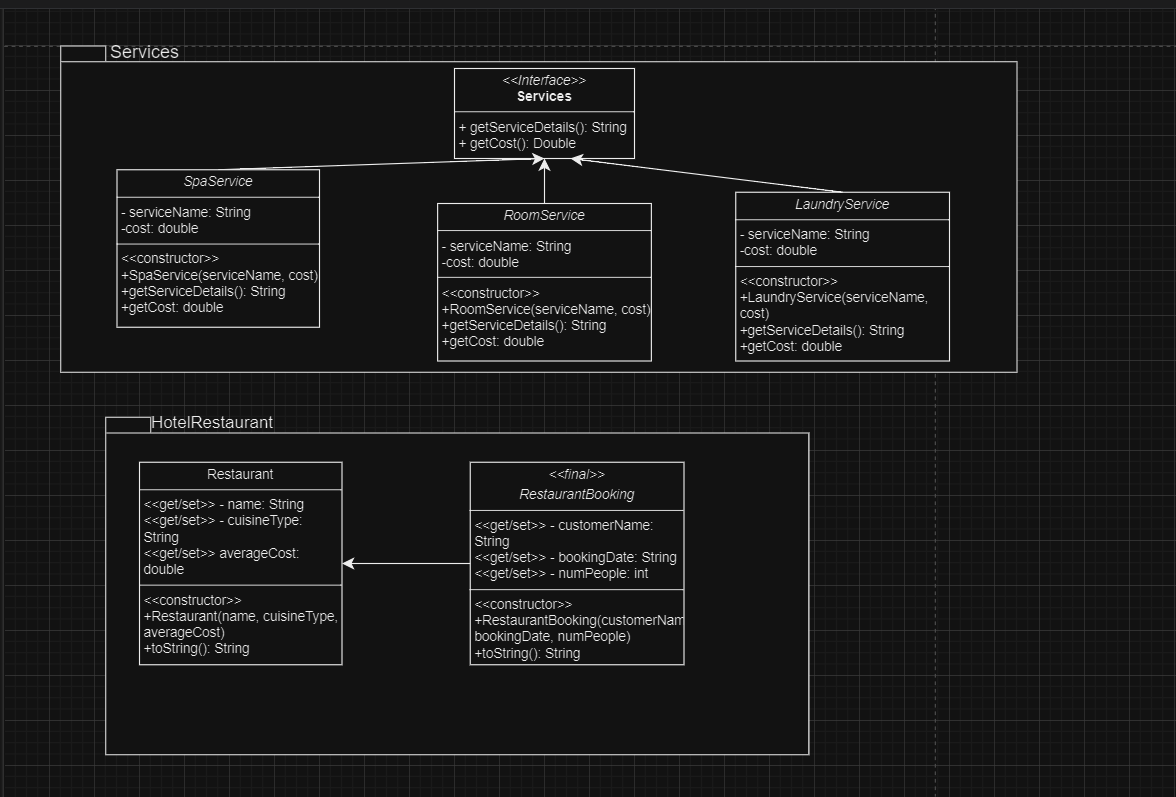 Services
<<Interface>>
Services
+ getServiceDetails(): String
+ getCost(): Double
SpaService
- serviceName: String
-cost: double
<<constructor>>
+SpaService(serviceName, cost)
+getServiceDetails(): String
+getCost: double
RoomService
- serviceName: String
-cost: double
<<constructor>>
+RoomService(serviceName, cost)
+getServiceDetails(): String
+getCost: double
LaundryService
- serviceName: String
-cost: double
<<constructor>>
+LaundryService(serviceName,
cost)
+getServiceDetails(): String
+getCost: double
HotelRestaurant
Restaurant
<<get/set>> - name: String
<<get/set>> - cuisineType:
String
<<get/set>> averageCost:
double
<<constructor>>
+Restaurant(name, cuisineType,
averageCost)
+toString(): String
<<final>>
RestaurantBooking
<<get/set>> - customerName:
String
<<get/set>> - bookingDate: String
<<get/set>> - numPeople: int
<<constructor>>
+RestaurantBooking(customerNam
bookingDate, numPeople)
+toString(): String